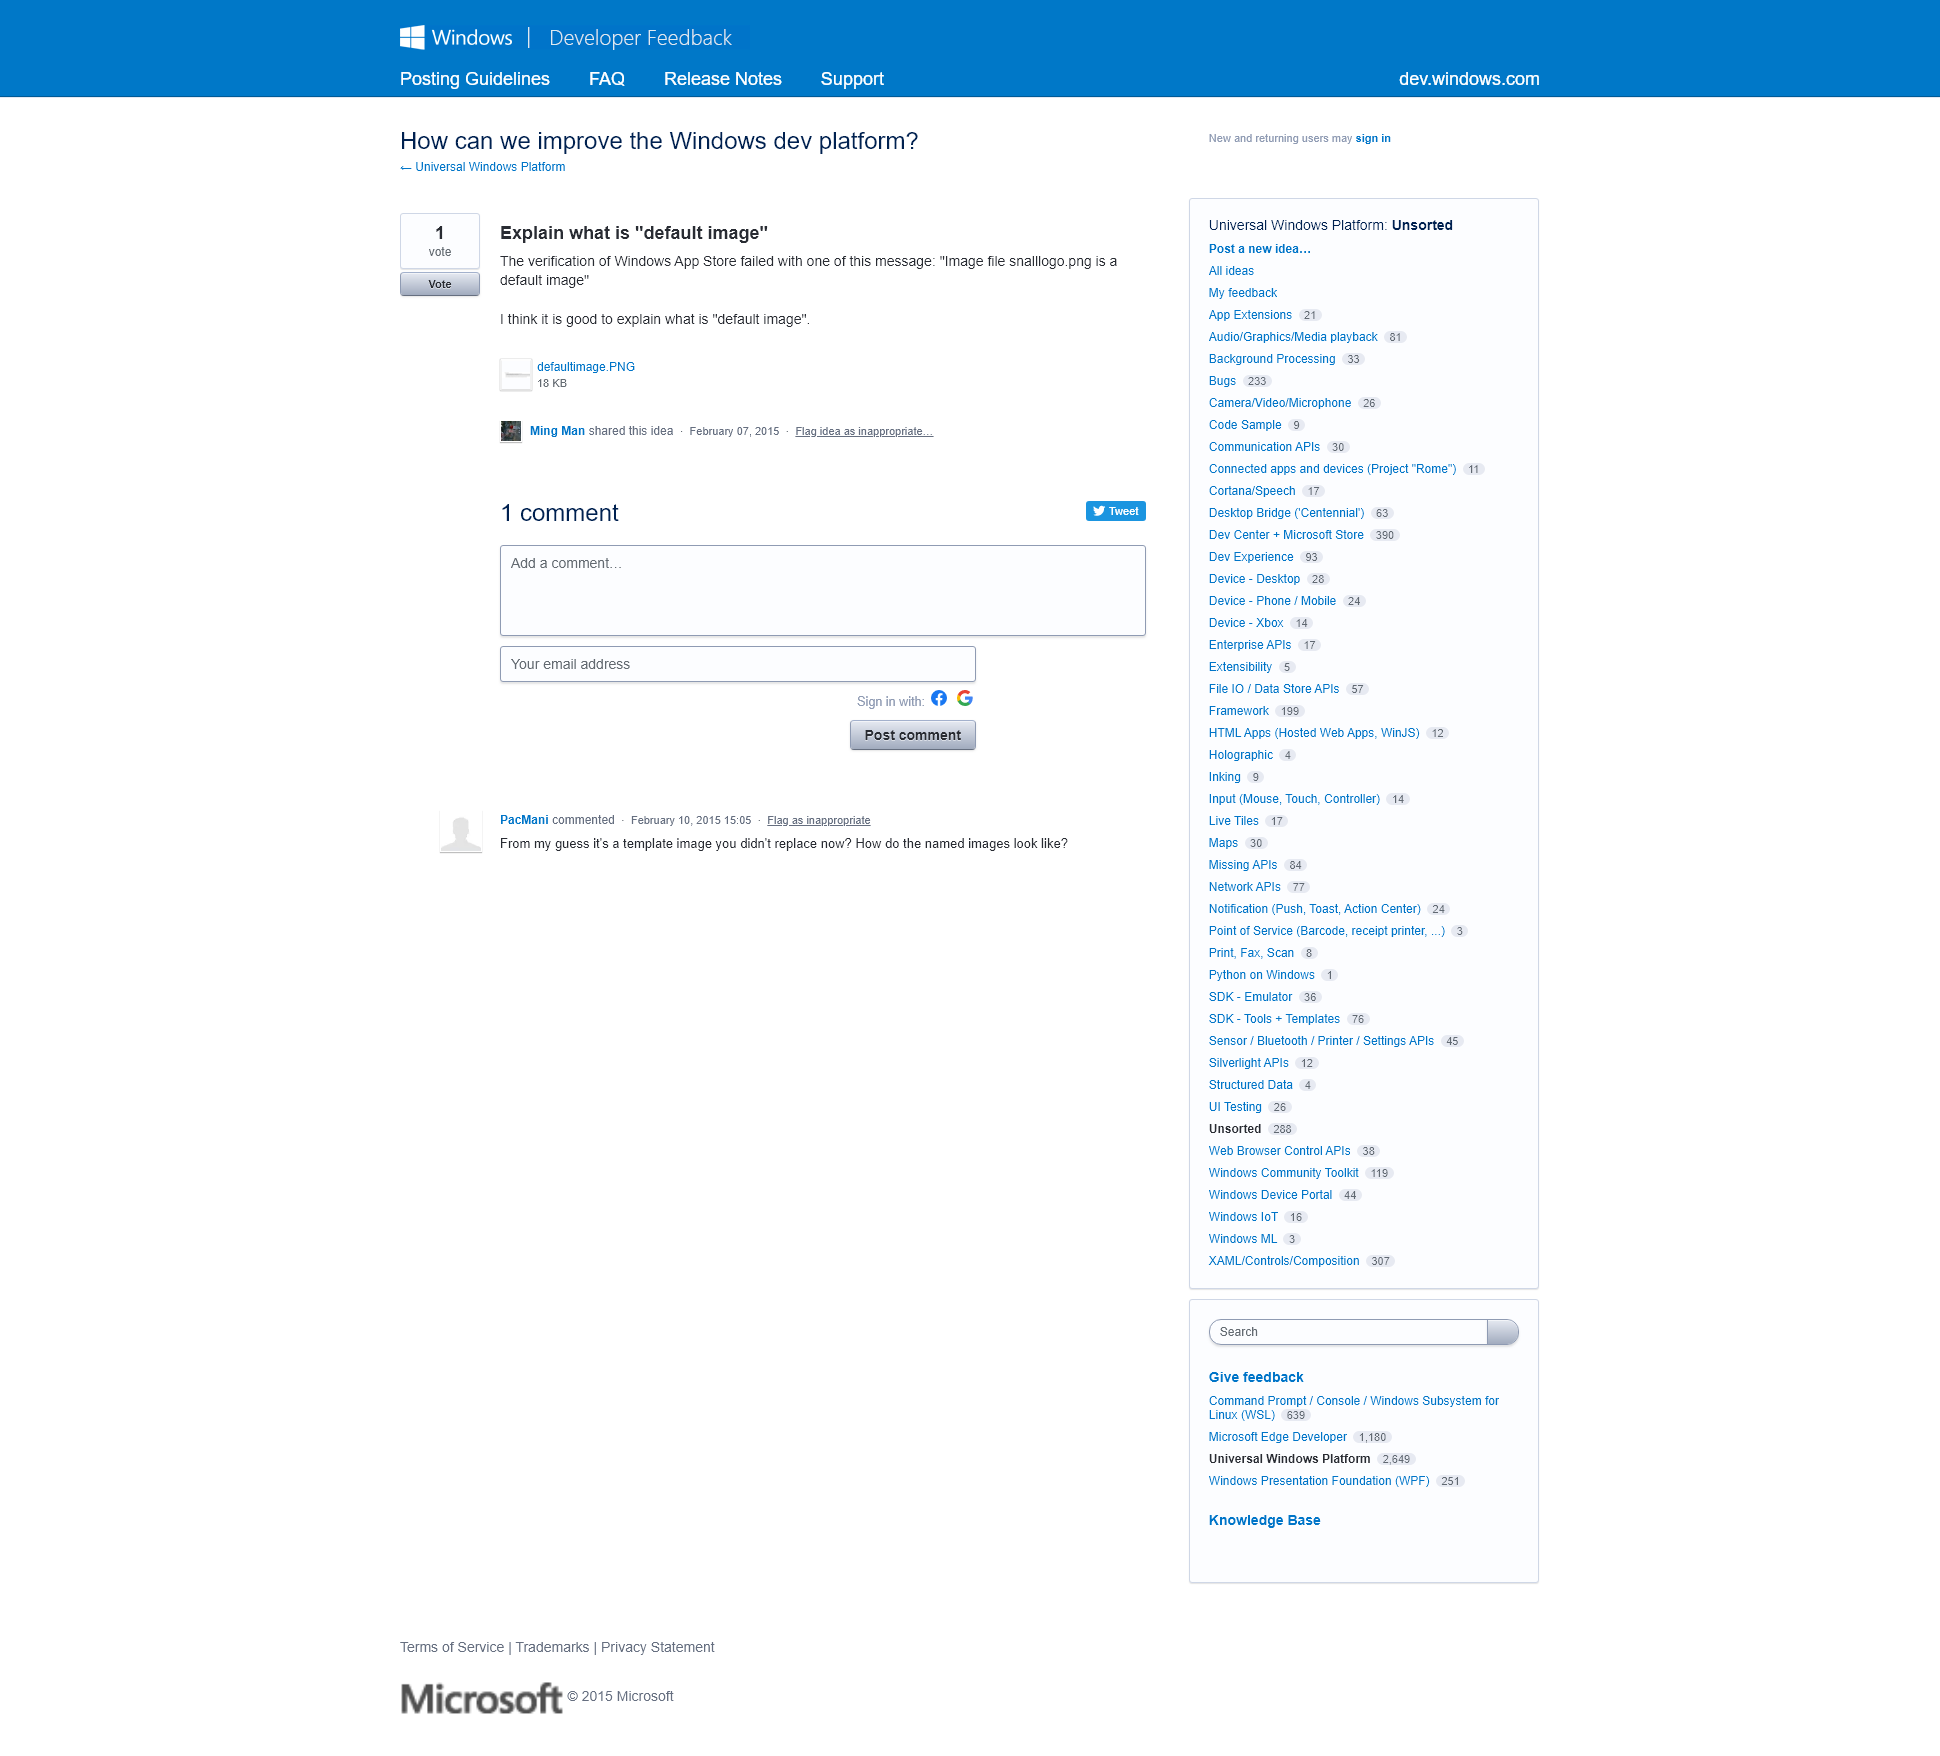 Windows | Developer Feedback
Posting Guidelines FAQ Release Notes Support dev.windows.com
How can we improve the Windows dev platform?
← Universal Windows Platform
New and returning users may sign in
1
vote
Vote
Explain what is "default image"
The verification of Windows App Store failed with one of this message: "Image file snalllogo.png is a
default image"
I think it is good to explain what is "default image".
defaultimage.PNG
18 KB
Ming Man shared this idea · February 07, 2015 · Flag idea as inappropriate…
1 comment
Tweet
Add a comment…
Your email address
Sign in with:
Post comment
PacMani commented · February 10, 2015 15:05 · Flag as inappropriate
From my guess it's a template image you didn't replace now? How do the named images look like?
Universal Windows Platform: Unsorted
Post a new idea…
All ideas
My feedback
App Extensions 21
Audio/Graphics/Media playback 81
Background Processing 33
Bugs 233
Camera/Video/Microphone 26
Code Sample 9
Communication APIs 30
Connected apps and devices (Project "Rome") 11
Cortana/Speech 17
Desktop Bridge ('Centennial') 63
Dev Center + Microsoft Store 390
Dev Experience 93
Device - Desktop 28
Device - Phone / Mobile 24
Device - Xbox 14
Enterprise APIs 17
Extensibility 5
File IO / Data Store APIs 57
Framework 199
HTML Apps (Hosted Web Apps, WinJS) 12
Holographic 4
Inking 9
Input (Mouse, Touch, Controller) 14
Live Tiles 17
Maps 30
Missing APIs 84
Network APIs 77
Notification (Push, Toast, Action Center) 24
Point of Service (Barcode, receipt printer, ...) 3
Print, Fax, Scan 8
Python on Windows 1
SDK - Emulator 36
SDK - Tools + Templates 76
Sensor / Bluetooth / Printer / Settings APIs 45
Silverlight APIs 12
Structured Data 4
UI Testing 26
Unsorted 288
Web Browser Control APIs 38
Windows Community Toolkit 119
Windows Device Portal 44
Windows IoT 16
Windows ML 3
XAML/Controls/Composition 307
Search
Give feedback
Command Prompt / Console / Windows Subsystem for
Linux (WSL) 639
Microsoft Edge Developer 1,180
Universal Windows Platform 2,649
Windows Presentation Foundation (WPF) 251
Knowledge Base
Terms of Service | Trademarks | Privacy Statement
Microsoft © 2015 Microsoft